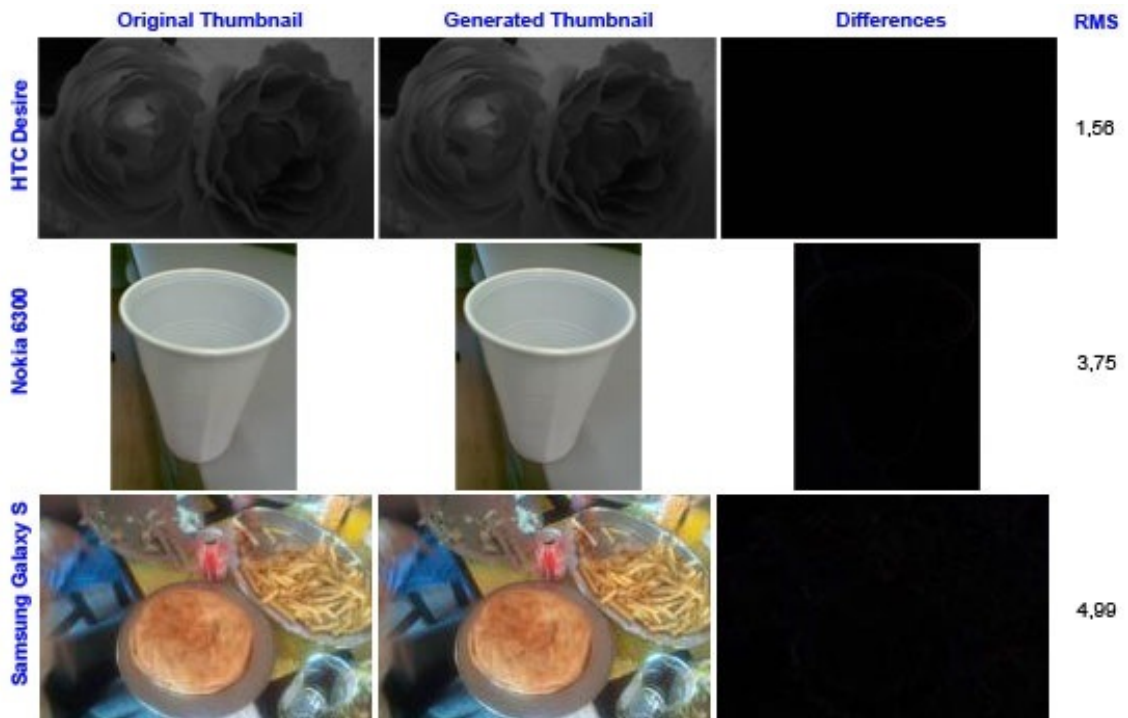 Original Thumbnail Generated Thumbnail Differences RMS
HTC Desire
1,56
Nokia 6300
3,75
Samsung Galaxy S
4,99